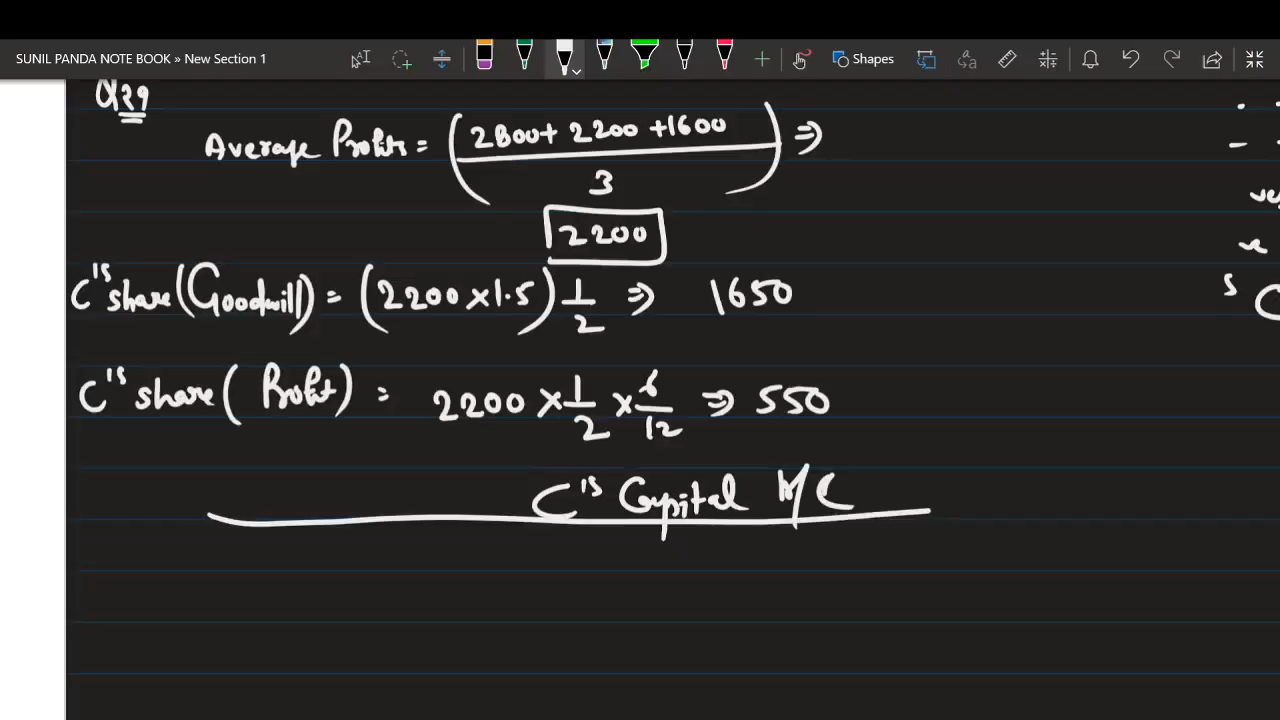 SUNIL PANDA NOTE BOOK » New Section 1
Shapes
Q29
Average Profits = (2800 + 2200 + 1600 / 3) ⇒
2200
C's share (Goodwill) = (2200 × 1.5) 1/2 ⇒ 1650
C's share (Profit) = 2200 × 1/2 × 6/12 ⇒ 550
C's Capital A/C